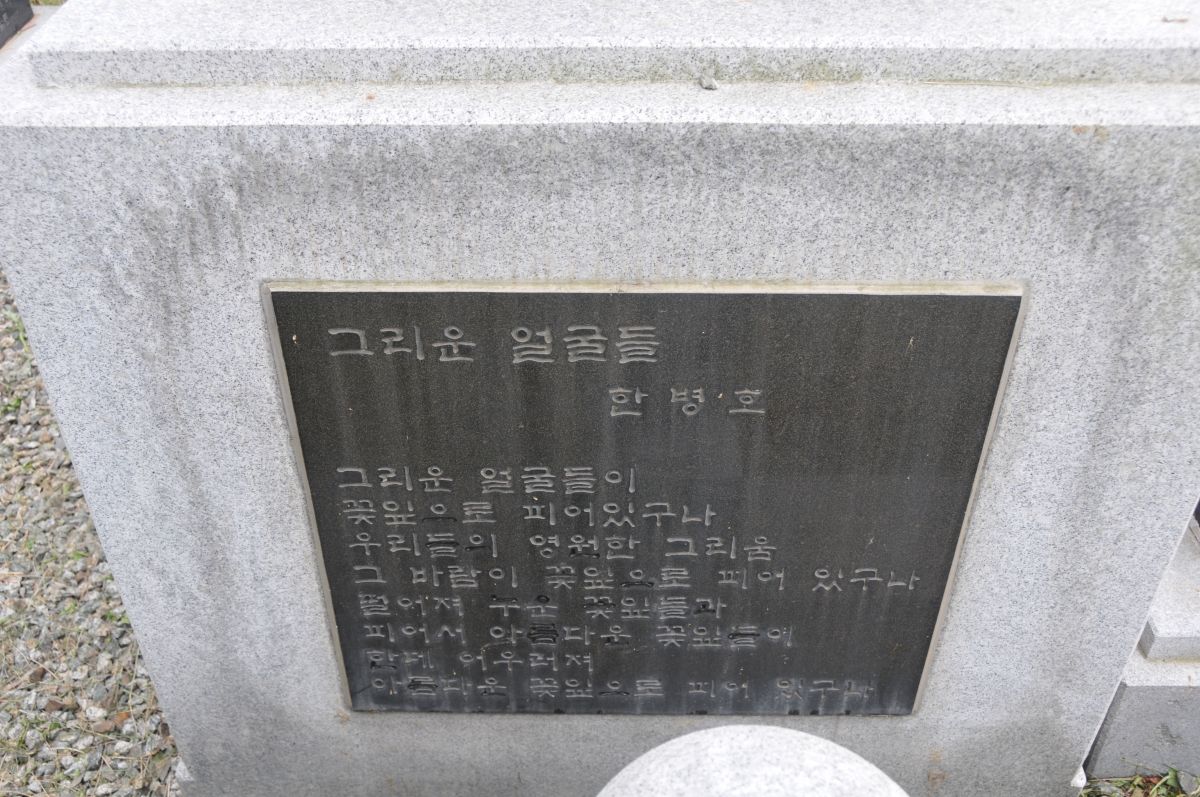 그리운 얼굴들
한병호
그리운 얼굴들이
꽃잎으로 피어있구나
우리들의 영원한 그리움
그 바람이 꽃잎으로 피어 있구나
떨어져 누운 꽃잎들과
피어서 아름다운 꽃잎들이
한데 어우러져
아름다운 꽃잎으로 피어 있구나